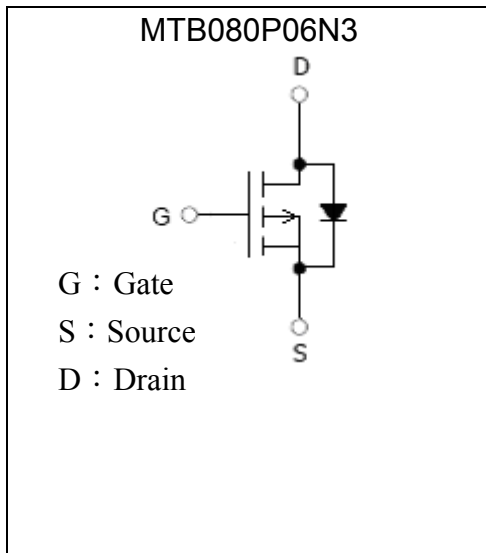 MTB080P06N3
D
G
G：Gate
S：Source
S
D：Drain